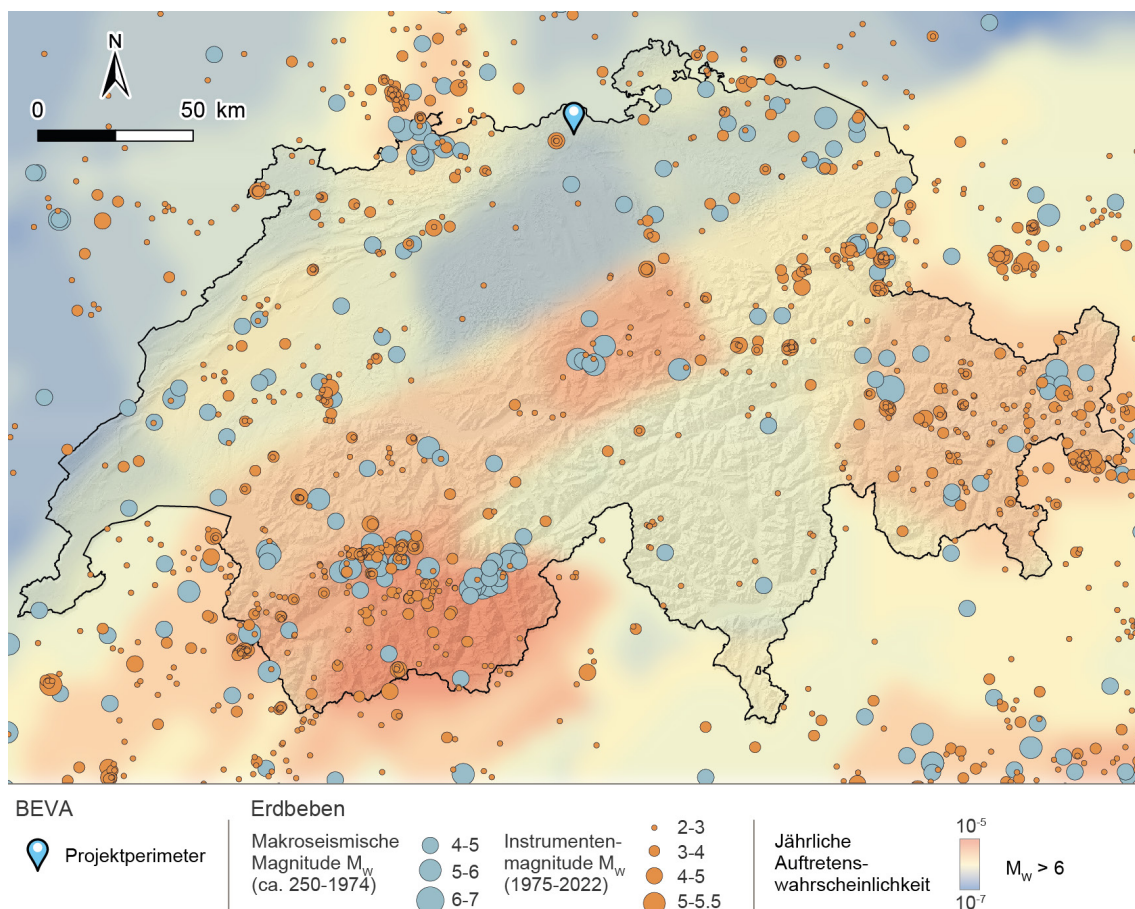 N
0 50 km
BEVA
Projektperimeter
Erdbeben
Makroseismische
Magnitude Mw
(ca. 250-1974)
4-5
5-6
6-7
Instrumenten-
magnitude Mw
(1975-2022)
2-3
3-4
4-5
5-5.5
Jährliche
Auftretens-
wahrscheinlichkeit
10⁻⁵
10⁻⁷
Mw > 6